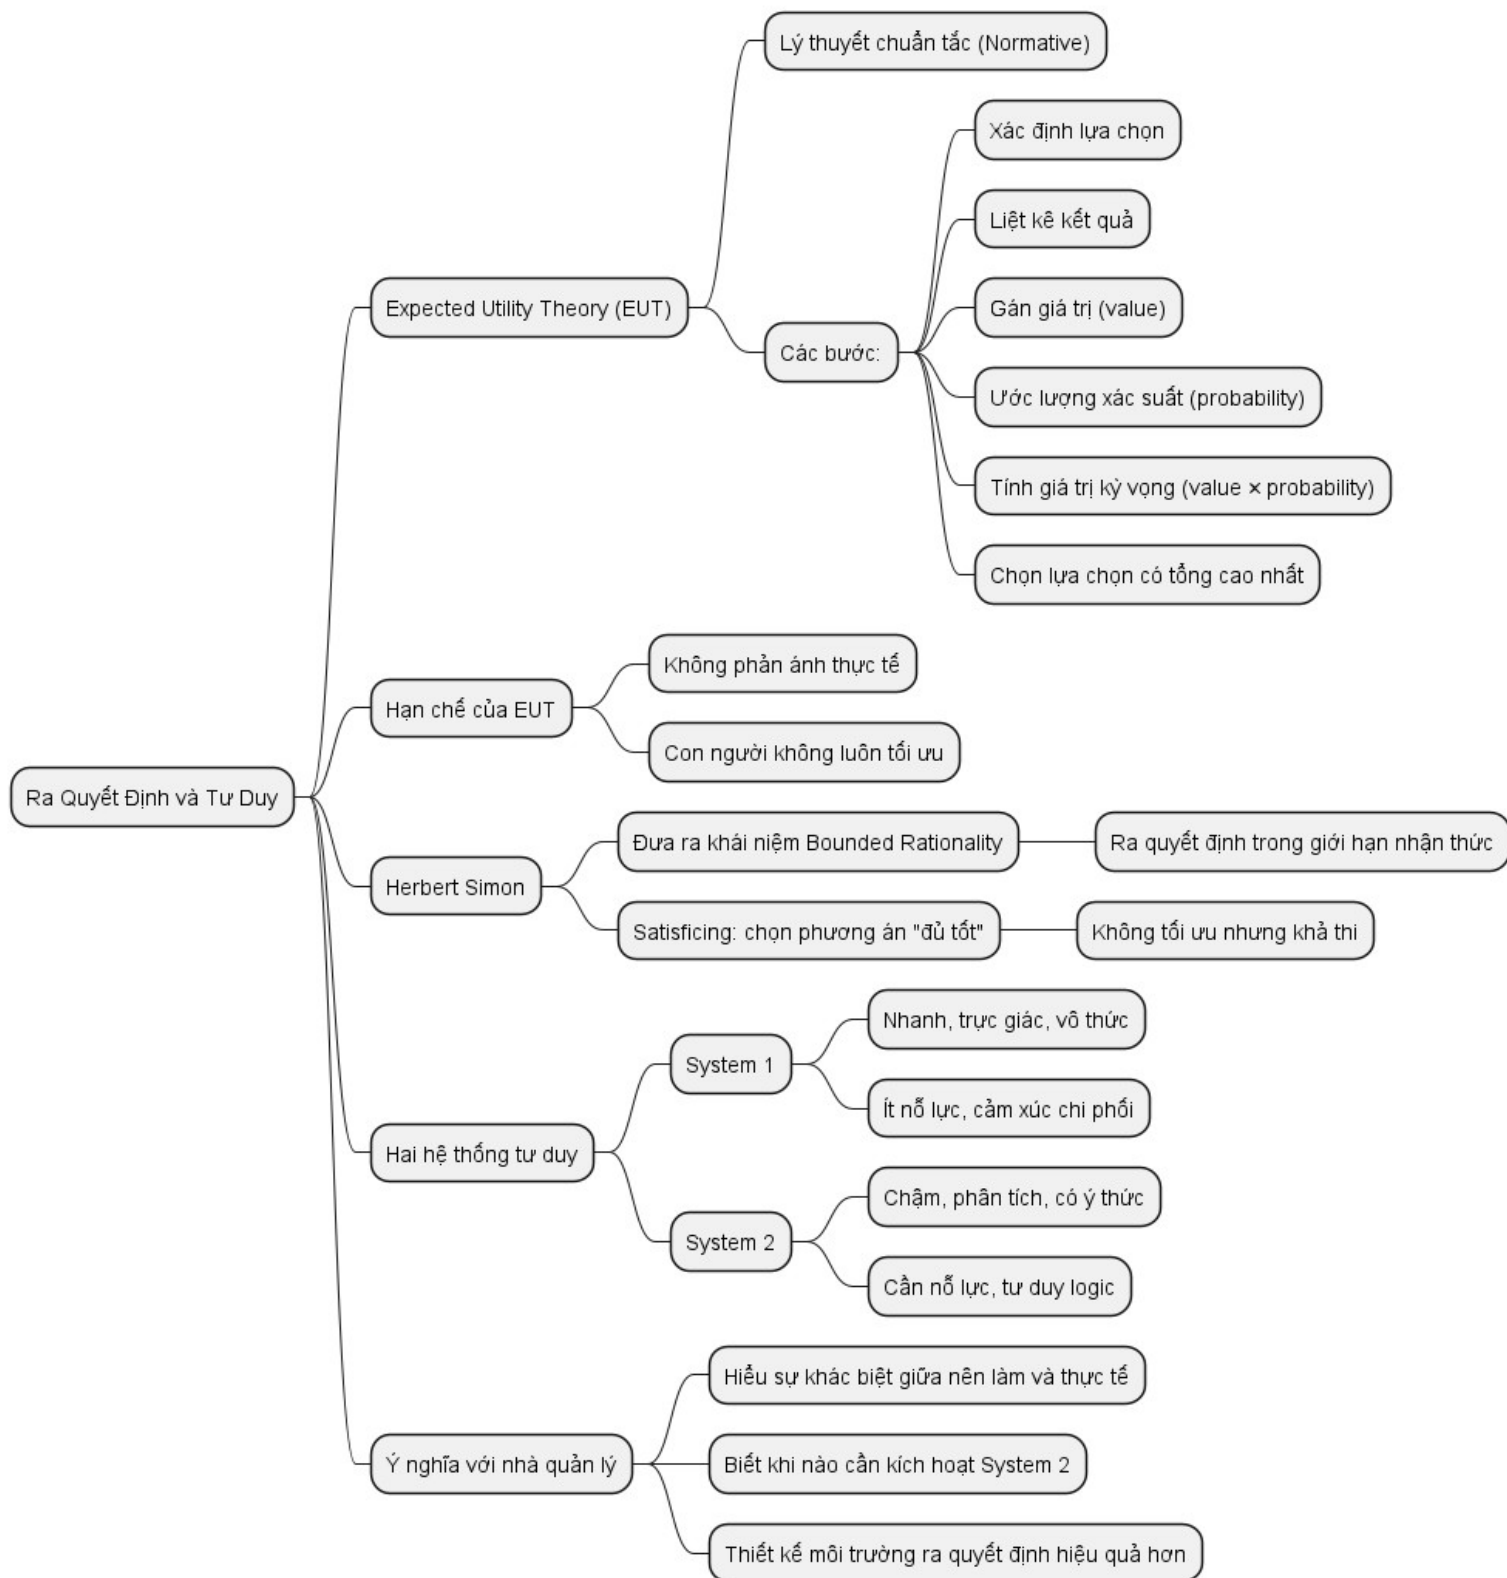 Ra Quyết Định và Tư Duy
Expected Utility Theory (EUT)
Lý thuyết chuẩn tắc (Normative)
Các bước:
Xác định lựa chọn
Liệt kê kết quả
Gán giá trị (value)
Ước lượng xác suất (probability)
Tính giá trị kỳ vọng (value × probability)
Chọn lựa chọn có tổng cao nhất
Hạn chế của EUT
Không phản ánh thực tế
Con người không luôn tối ưu
Herbert Simon
Đưa ra khái niệm Bounded Rationality
Ra quyết định trong giới hạn nhận thức
Satisficing: chọn phương án "đủ tốt"
Không tối ưu nhưng khả thi
Hai hệ thống tư duy
System 1
Nhanh, trực giác, vô thức
Ít nỗ lực, cảm xúc chi phối
System 2
Chậm, phân tích, có ý thức
Cần nỗ lực, tư duy logic
Ý nghĩa với nhà quản lý
Hiểu sự khác biệt giữa nên làm và thực tế
Biết khi nào cần kích hoạt System 2
Thiết kế môi trường ra quyết định hiệu quả hơn